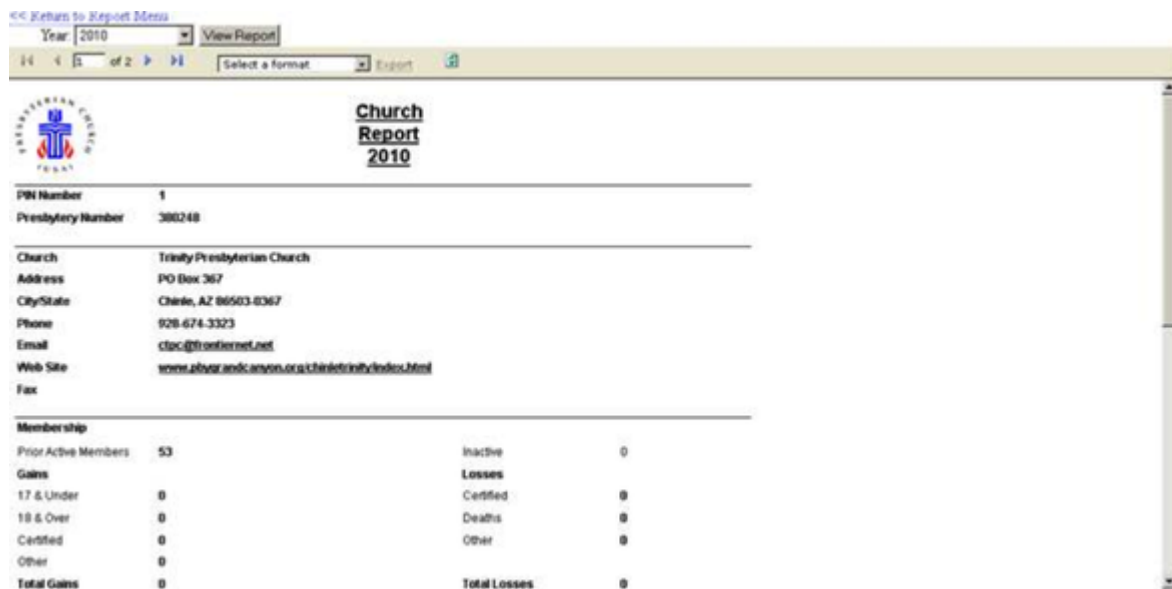 << Return to Report Menu
Year 2010 View Report
1 of 2 Select a format Export
PRESBYTERIAN CHURCH (U.S.A.)
Church
Report
2010
PIN Number 1
Presbytery Number 380248
Church Trinity Presbyterian Church
Address PO Box 367
City/State Chinle, AZ 86503-0367
Phone 928-674-3323
Email ctpc@frontiernet.net
Web Site www.pbygrandcanyon.org/chinletrinity/index.html
Fax
Membership
Prior Active Members 53 Inactive 0
Gains Losses
17 & Under 0 Certified 0
18 & Over 0 Deaths 0
Certified 0 Other 0
Other 0
Total Gains 0 Total Losses 0